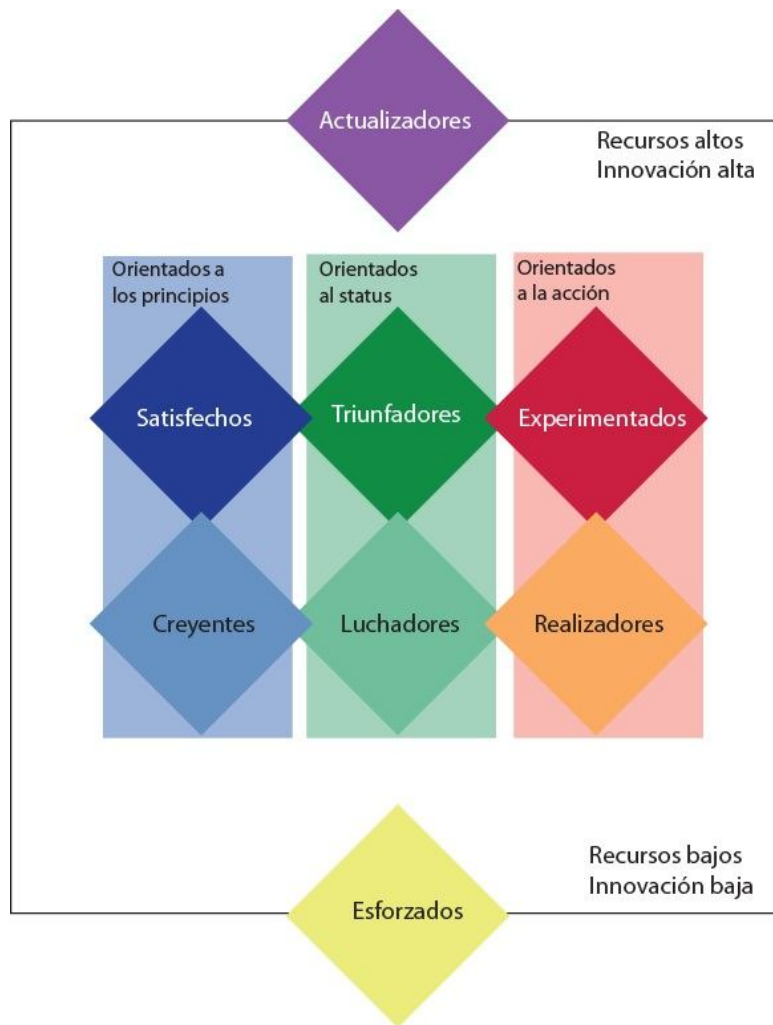 Actualizadores
Recursos altos
Innovación alta
Orientados a
los principios
Orientados
al status
Orientados
a la acción
Satisfechos
Triunfadores
Experimentados
Creyentes
Luchadores
Realizadores
Recursos bajos
Innovación baja
Esforzados